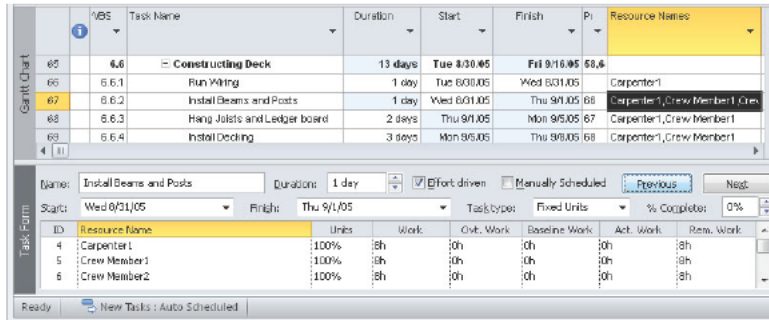 WBS Task Name Duration Start Finish Pr Resource Names
Gantt Chart
65 6.6 Constructing Deck 13 days Tue 8/30/05 Fri 9/16/05 58,6
66 6.6.1 Run Wiring 1 day Tue 8/30/05 Wed 8/31/05 Carpenter1
67 6.6.2 Install Beams and Posts 1 day Wed 8/31/05 Thu 9/1/05 66 Carpenter1,Crew Member1,Crew
68 6.6.3 Hang Joists and Ledger board 2 days Thu 9/1/05 Mon 9/5/05 67 Carpenter1,Crew Member1
69 6.6.4 Install Decking 3 days Mon 9/5/05 Thu 9/8/05 68 Carpenter1,Crew Member1
Task Form
Name: Install Beams and Posts Duration: 1 day Effort driven Manually Scheduled Previous Next
Start: Wed 8/31/05 Finish: Thu 9/1/05 Task type: Fixed Units % Complete: 0%
ID Resource Name Units Work Ovt. Work Baseline Work Act. Work Rem. Work
4 Carpenter1 100% 8h 0h 0h 0h 8h
5 Crew Member1 100% 8h 0h 0h 0h 8h
6 Crew Member2 100% 8h 0h 0h 0h 8h
Ready New Tasks : Auto Scheduled